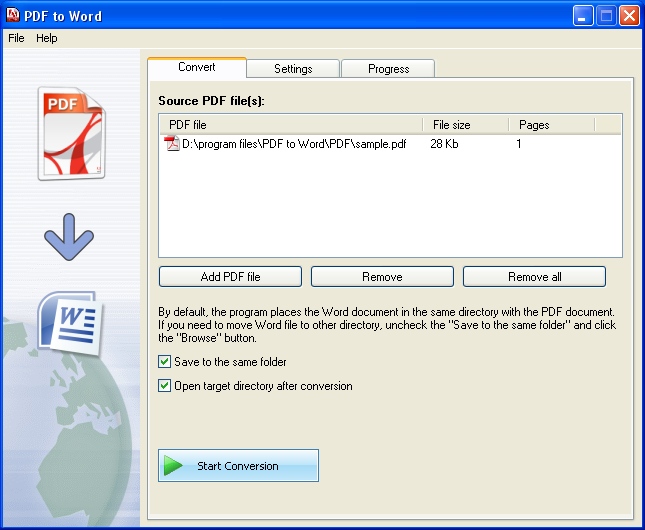 PDF to Word
File Help
PDF
W
Convert Settings Progress
Source PDF file(s):
PDF file File size Pages
D:\program files\PDF to Word\PDF\sample.pdf 28 Kb 1
Add PDF file Remove Remove all
By default, the program places the Word document in the same directory with the PDF document.
If you need to move Word file to other directory, uncheck the "Save to the same folder" and click
the "Browse" button.
Save to the same folder
Open target directory after conversion
Start Conversion